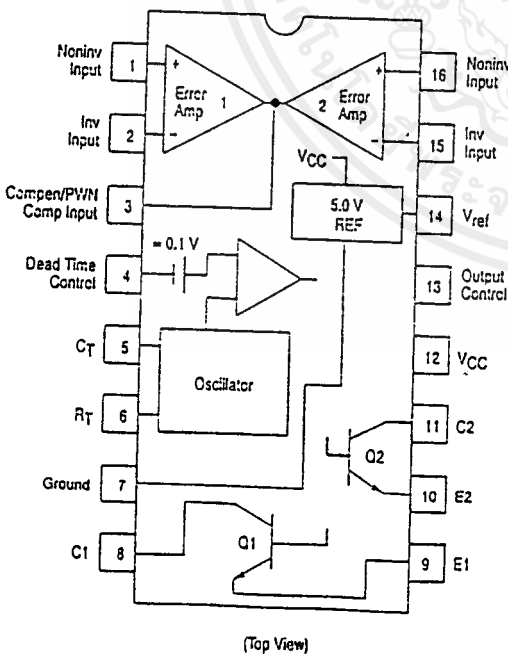 Noninv
Input
1
+
Error
Amp
1
2
Error
Amp
+
16
Noninv
Input
Inv
Input
2
−
−
15
Inv
Input
Compen/PWN
Comp Input
3
VCC
5.0 V
REF
14
Vref
Dead Time
Control
4
= 0.1 V
13
Output
Control
CT
5
Oscillator
12
VCC
RT
6
11
C2
Q2
Ground
7
10
E2
C1
8
Q1
9
E1
(Top View)